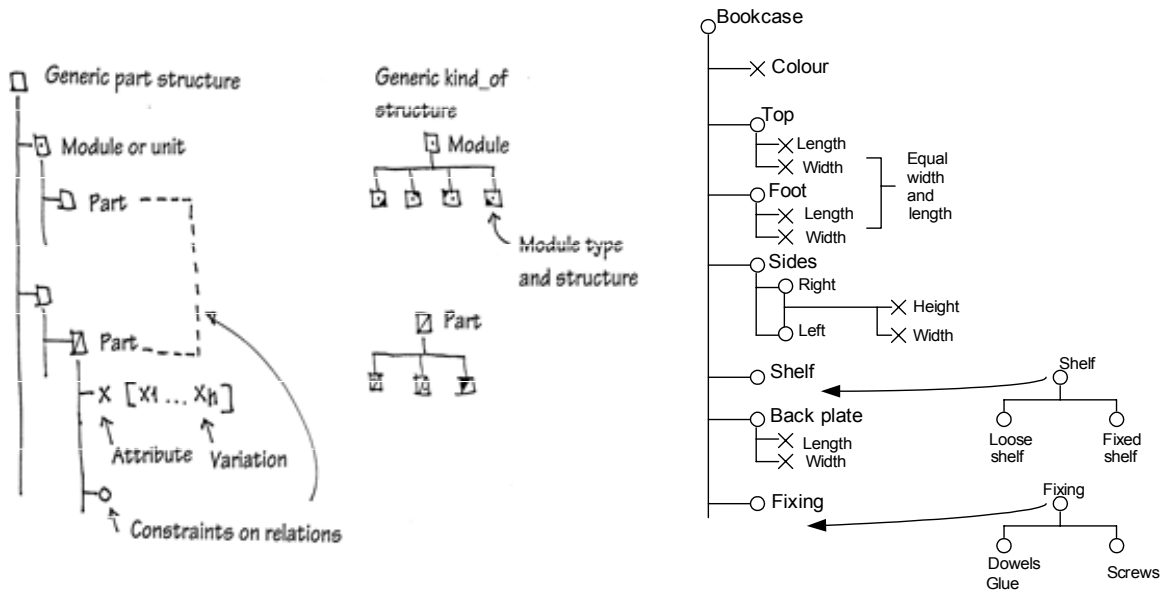 Generic part structure
Module or unit
Part
Part
X [X1 ... Xn]
Attribute
Variation
Constraints on relations
Generic kind_of
structure
Module
Module type
and structure
Part
Bookcase
Colour
Top
Length
Width
Foot
Length
Width
Equal
width
and
length
Sides
Right
Left
Height
Width
Shelf
Back plate
Length
Width
Fixing
Shelf
Loose
shelf
Fixed
shelf
Fixing
Dowels
Glue
Screws